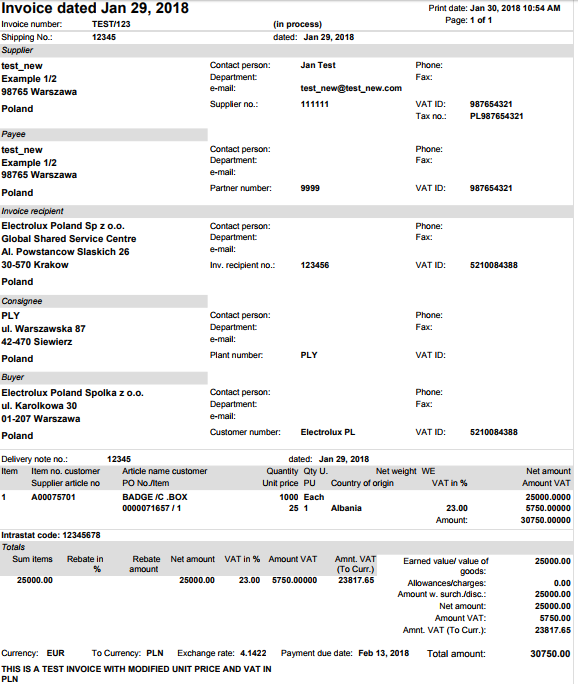 Invoice dated Jan 29, 2018 Print date: Jan 30, 2018 10:54 AM
Page: 1 of 1
Invoice number: TEST/123 (in process)
Shipping No.: 12345 dated: Jan 29, 2018
Supplier
test_new Contact person: Jan Test Phone:
Example 1/2 Department: Fax:
98765 Warszawa e-mail: test_new@test_new.com
Poland Supplier no.: 111111 VAT ID: 987654321
Tax no.: PL987654321
Payee
test_new Contact person: Phone:
Example 1/2 Department: Fax:
98765 Warszawa e-mail:
Poland Partner number: 9999 VAT ID: 987654321
Invoice recipient
Electrolux Poland Sp z o.o. Contact person: Phone:
Global Shared Service Centre Department: Fax:
Al. Powstancow Slaskich 26 e-mail:
30-570 Krakow Inv. recipient no.: 123456 VAT ID: 5210084388
Poland
Consignee
PLY Contact person: Phone:
ul. Warszawska 87 Department: Fax:
42-470 Siewierz e-mail:
Poland Plant number: PLY VAT ID:
Buyer
Electrolux Poland Spolka z o.o. Contact person: Phone:
ul. Karolkowa 30 Department: Fax:
01-207 Warszawa e-mail:
Poland Customer number: Electrolux PL VAT ID: 5210084388
Delivery note no.: 12345 dated: Jan 29, 2018
Item Item no. customer Article name customer Quantity Qty U. Net weight WE Net amount
Supplier article no PO No./Item Unit price PU Country of origin VAT in % Amount VAT
1 A00075701 BADGE /C .BOX 1000 Each 25000.0000
0000071657 / 1 25 1 Albania 23.00 5750.00000
Amount: 30750.00000
Intrastat code: 12345678
Totals
Sum items Rebate in % Rebate amount Net amount VAT in % Amount VAT Amnt. VAT (To Curr.)
25000.00 25000.00 23.00 5750.00000 23817.65
Earned value/ value of goods: 25000.00
Allowances/charges: 0.00
Amount w. surch./disc.: 25000.00
Net amount: 25000.00
Amount VAT: 5750.00
Amnt. VAT (To Curr.): 23817.65
Currency: EUR To Currency: PLN Exchange rate: 4.1422 Payment due date: Feb 13, 2018 Total amount: 30750.00
THIS IS A TEST INVOICE WITH MODIFIED UNIT PRICE AND VAT IN
PLN